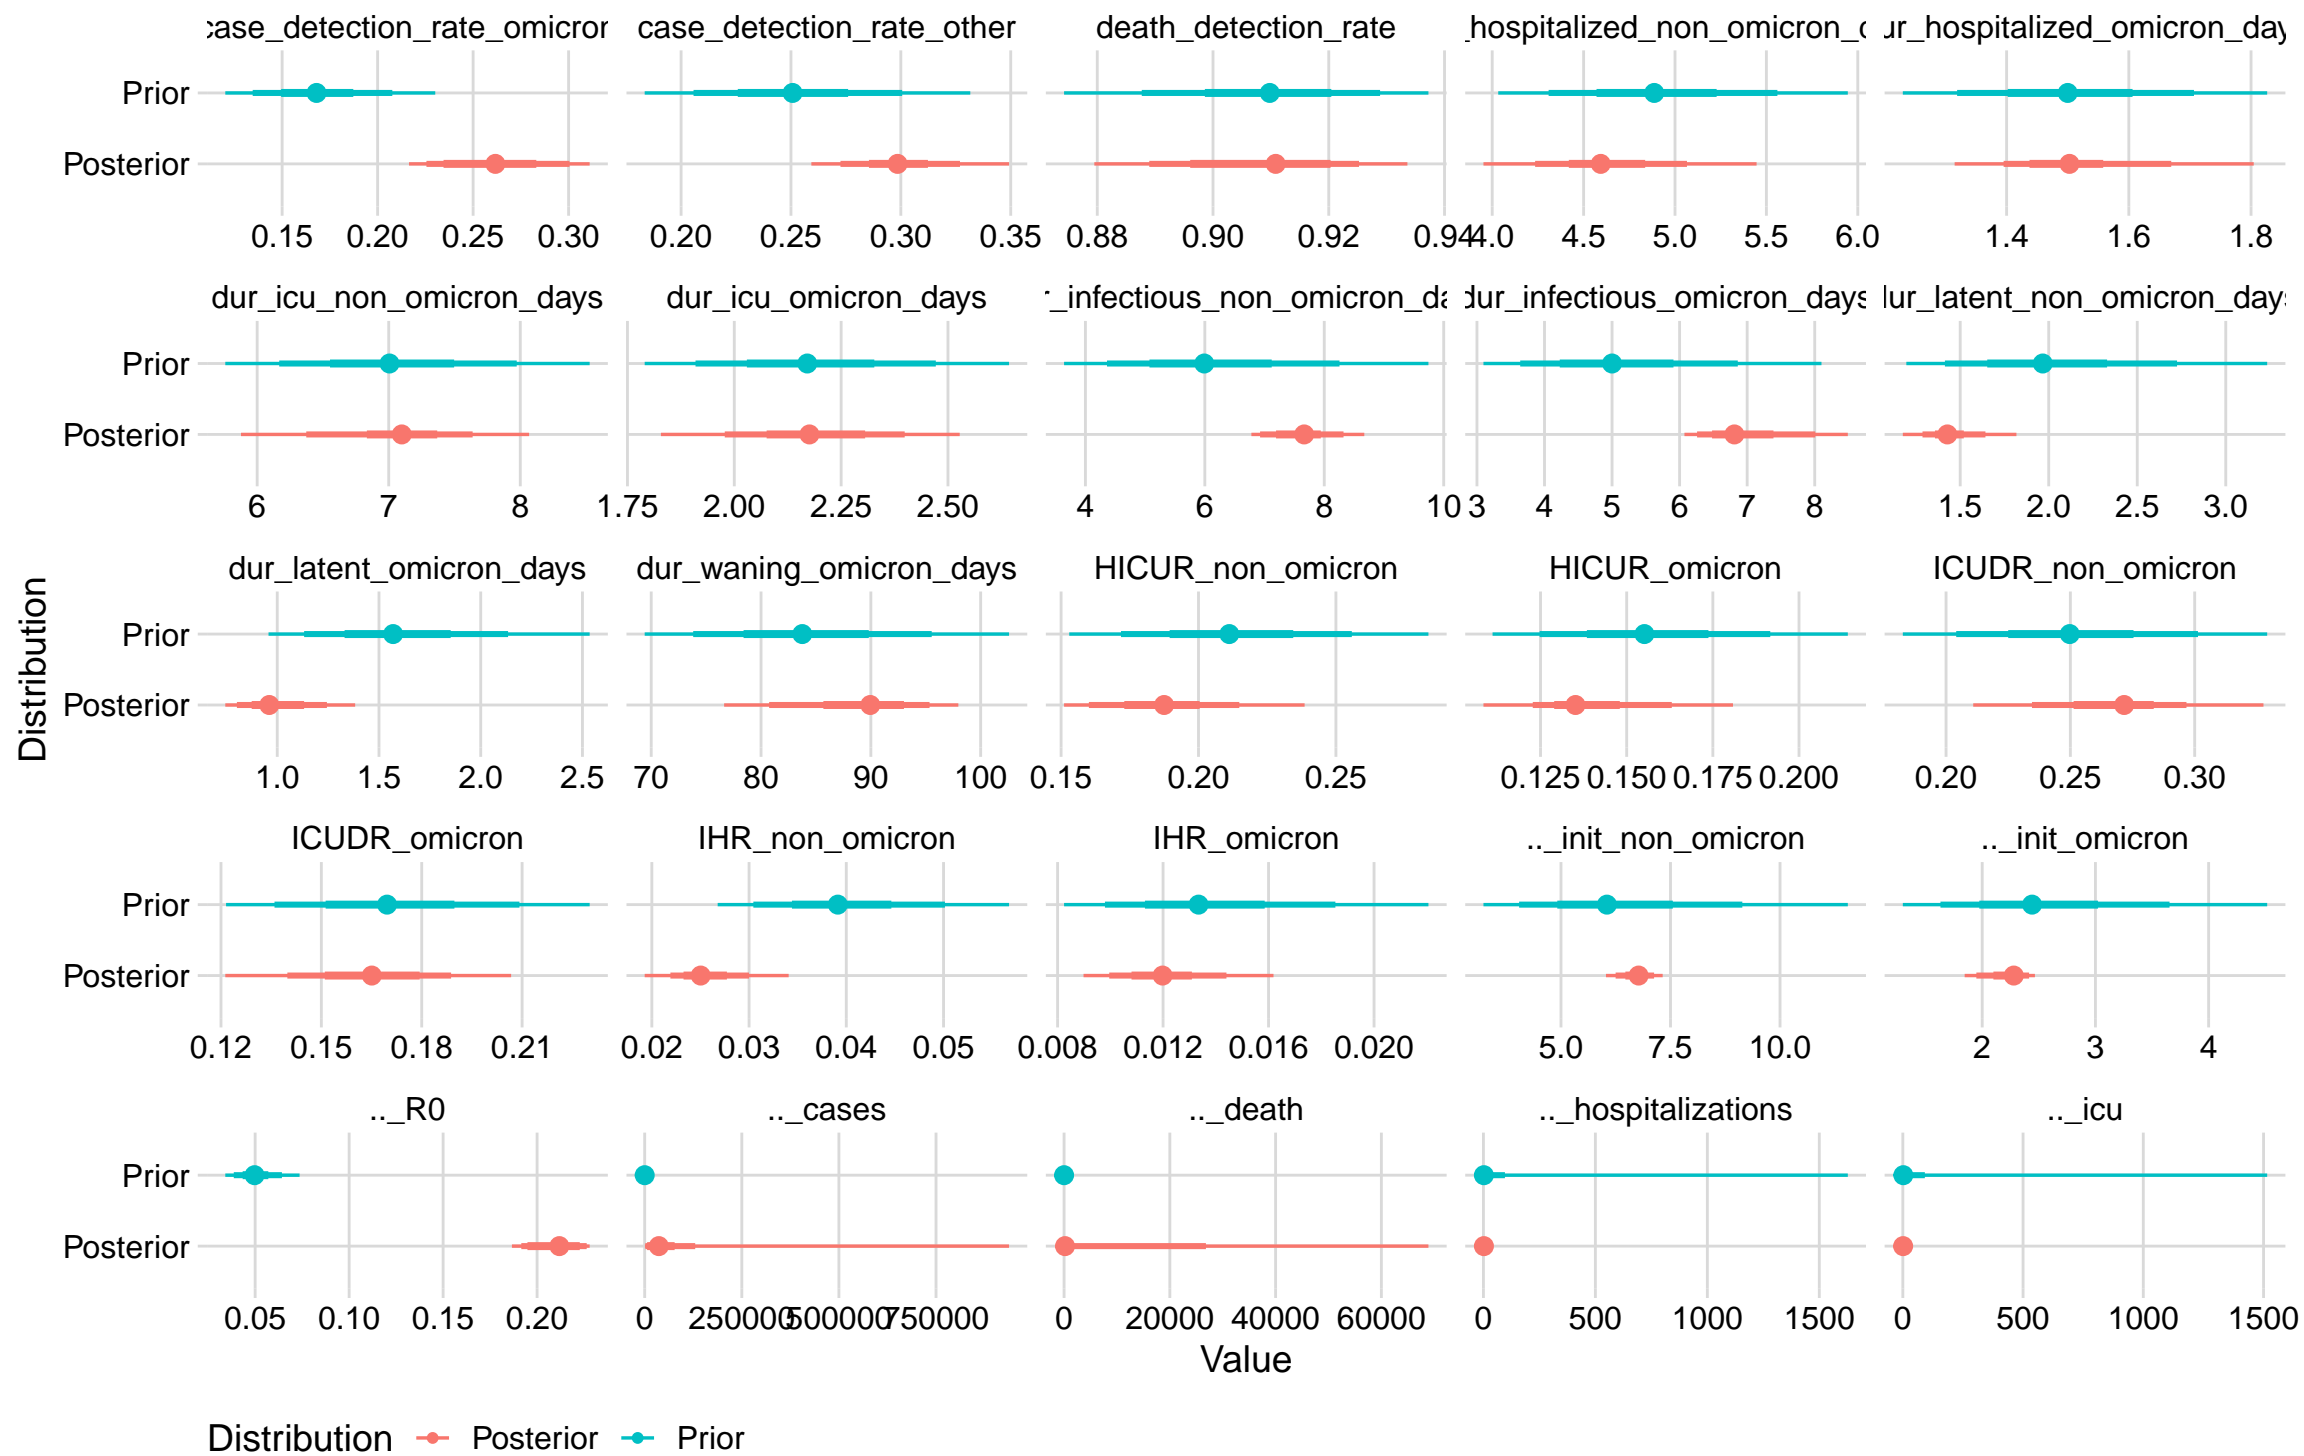 case_detection_rate_omicron case_detection_rate_other death_detection_rate _hospitalized_non_omicron_ ur_hospitalized_omicron_day
Prior
Posterior
0.15 0.20 0.25 0.30 0.20 0.25 0.30 0.35 0.88 0.90 0.92 0.94 4.0 4.5 5.0 5.5 6.0 1.4 1.6 1.8
dur_icu_non_omicron_days dur_icu_omicron_days r_infectious_non_omicron_da dur_infectious_omicron_days dur_latent_non_omicron_days
Prior
Posterior
6 7 8 1.75 2.00 2.25 2.50 4 6 8 10 3 4 5 6 7 8 1.5 2.0 2.5 3.0
dur_latent_omicron_days dur_waning_omicron_days HICUR_non_omicron HICUR_omicron ICUDR_non_omicron
Prior
Posterior
1.0 1.5 2.0 2.5 70 80 90 100 0.15 0.20 0.25 0.125 0.150 0.175 0.200 0.20 0.25 0.30
Distribution
ICUDR_omicron IHR_non_omicron IHR_omicron .._init_non_omicron .._init_omicron
Prior
Posterior
0.12 0.15 0.18 0.21 0.02 0.03 0.04 0.05 0.008 0.012 0.016 0.020 5.0 7.5 10.0 2 3 4
.._R0 .._cases .._death .._hospitalizations .._icu
Prior
Posterior
0.05 0.10 0.15 0.20 0 250000 500000 750000 0 20000 40000 60000 0 500 1000 1500 0 500 1000 1500
Value
Distribution Posterior Prior